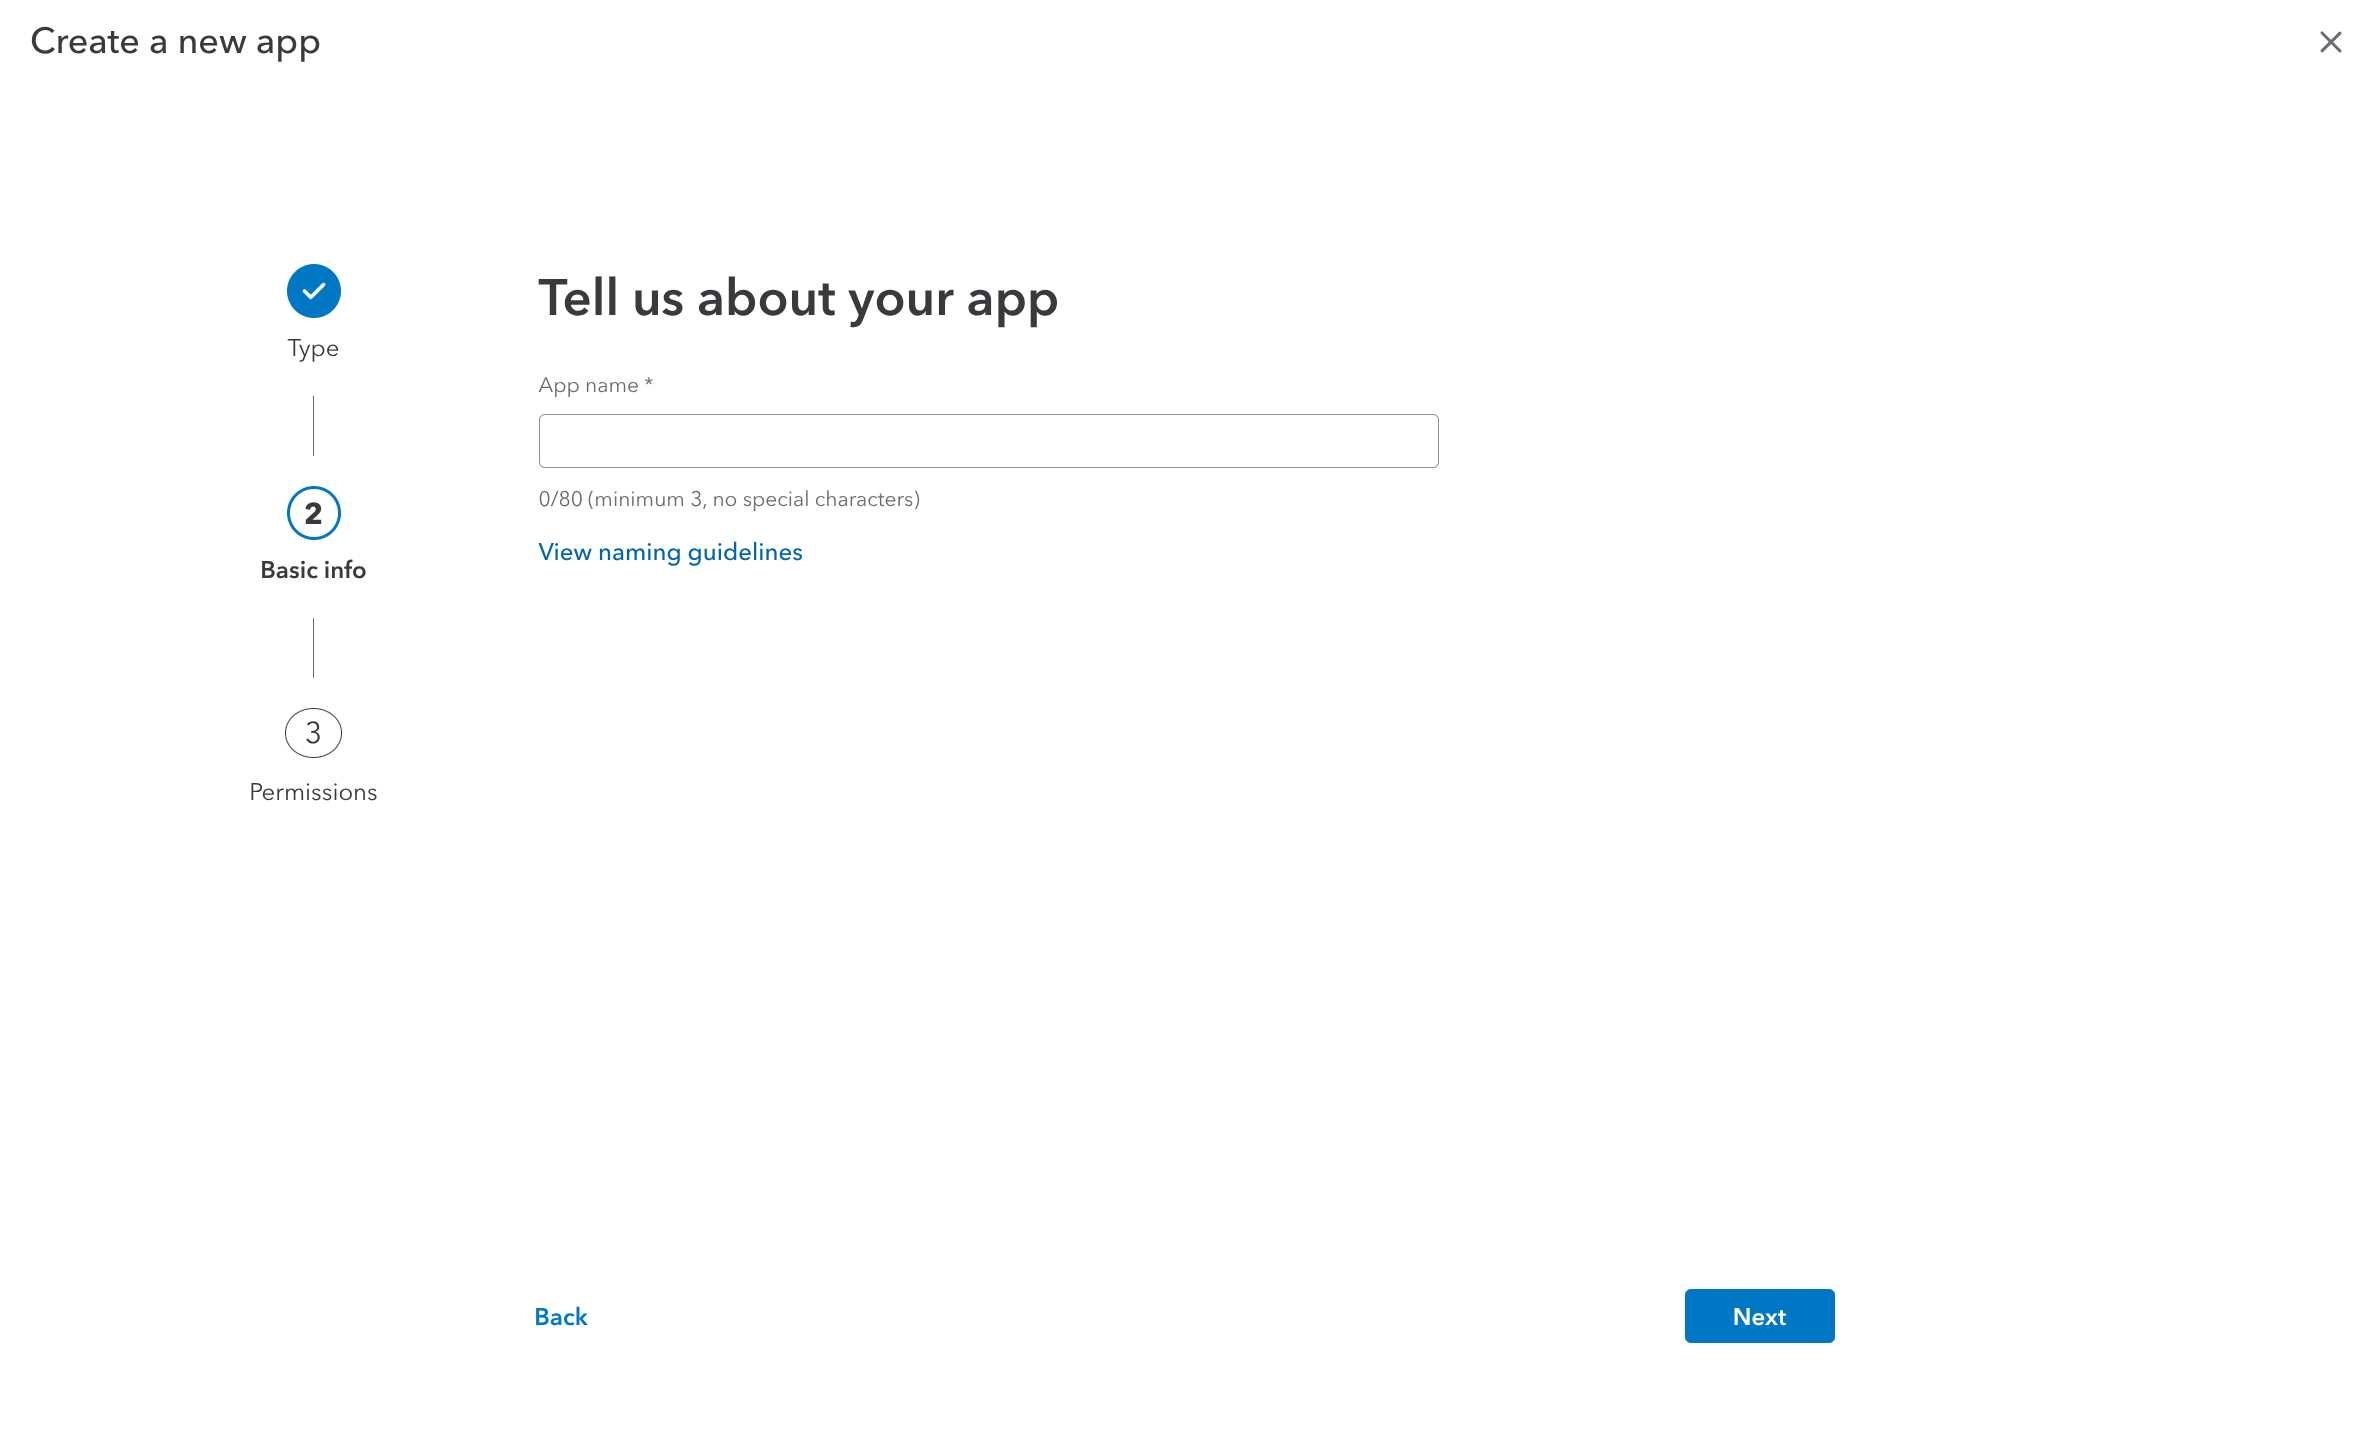 Create a new app
Type
2
Basic info
3
Permissions
Tell us about your app
App name *
0/80 (minimum 3, no special characters)
View naming guidelines
Back
Next